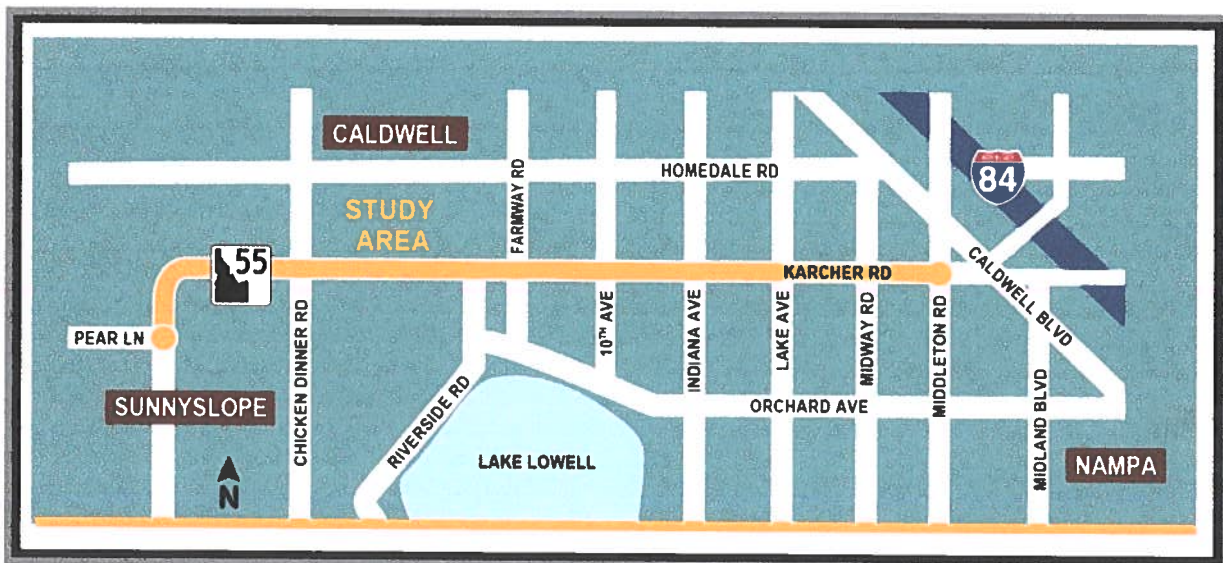 CALDWELL
HOMEDALE RD
84
FARMWAY RD
STUDY
AREA
55
KARCHER RD
CALDWELL BLVD
PEAR LN
CHICKEN DINNER RD
10TH AVE
INDIANA AVE
LAKE AVE
MIDWAY RD
MIDDLETON RD
MIDLAND BLVD
SUNNYSLOPE
RIVERSIDE RD
ORCHARD AVE
LAKE LOWELL
NAMPA
N